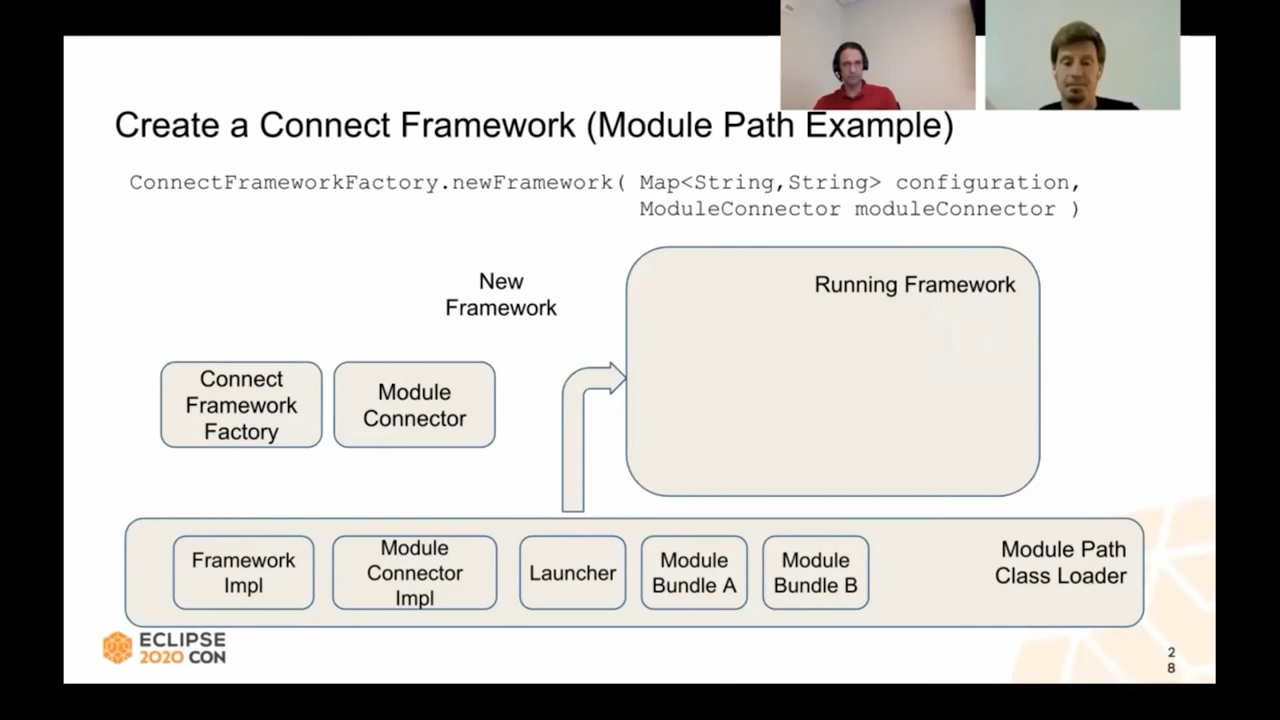 Create a Connect Framework (Module Path Example)
ConnectFrameworkFactory.newFramework( Map<String,String> configuration,
ModuleConnector moduleConnector )
New
Framework
Running Framework
Connect
Framework
Factory
Module
Connector
Framework
Impl
Module
Connector
Impl
Launcher
Module
Bundle A
Module
Bundle B
Module Path
Class Loader
ECLIPSE
2020 CON
2
8